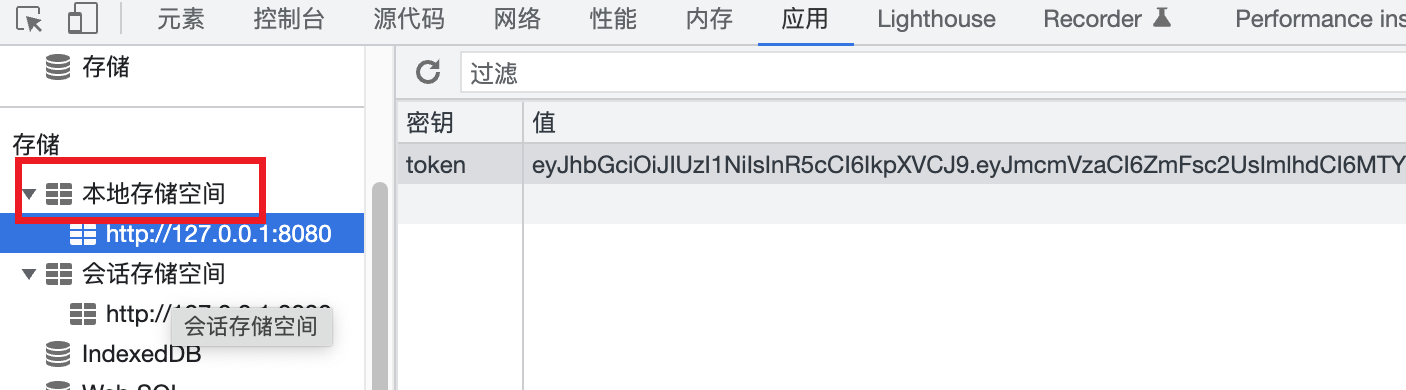 元素 控制台 源代码 网络 性能 内存 应用 Lighthouse Recorder Performance ins
存储
过滤
存储
密钥 值
本地存储空间
token eyJhbGciOiJIUzI1NiIsInR5cCI6IkpXVCJ9.eyJmcmVzaCI6ZmFsc2UsImlhdCI6MTY
http://127.0.0.1:8080
会话存储空间
http://
会话存储空间
IndexedDB